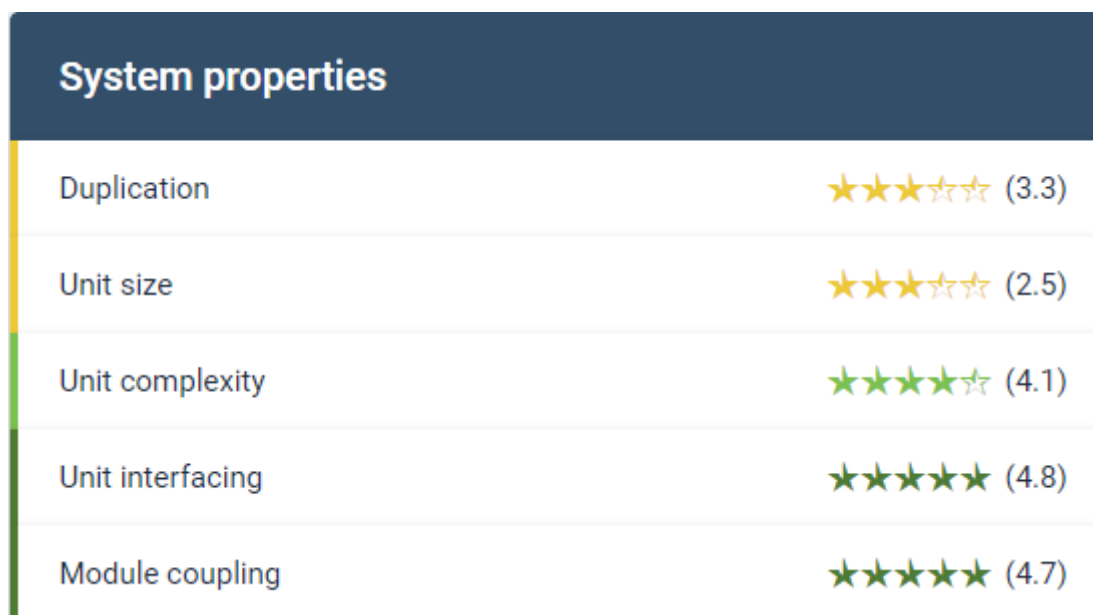 System properties
Duplication ★★★☆☆ (3.3)
Unit size ★★★☆☆ (2.5)
Unit complexity ★★★★☆ (4.1)
Unit interfacing ★★★★★ (4.8)
Module coupling ★★★★★ (4.7)